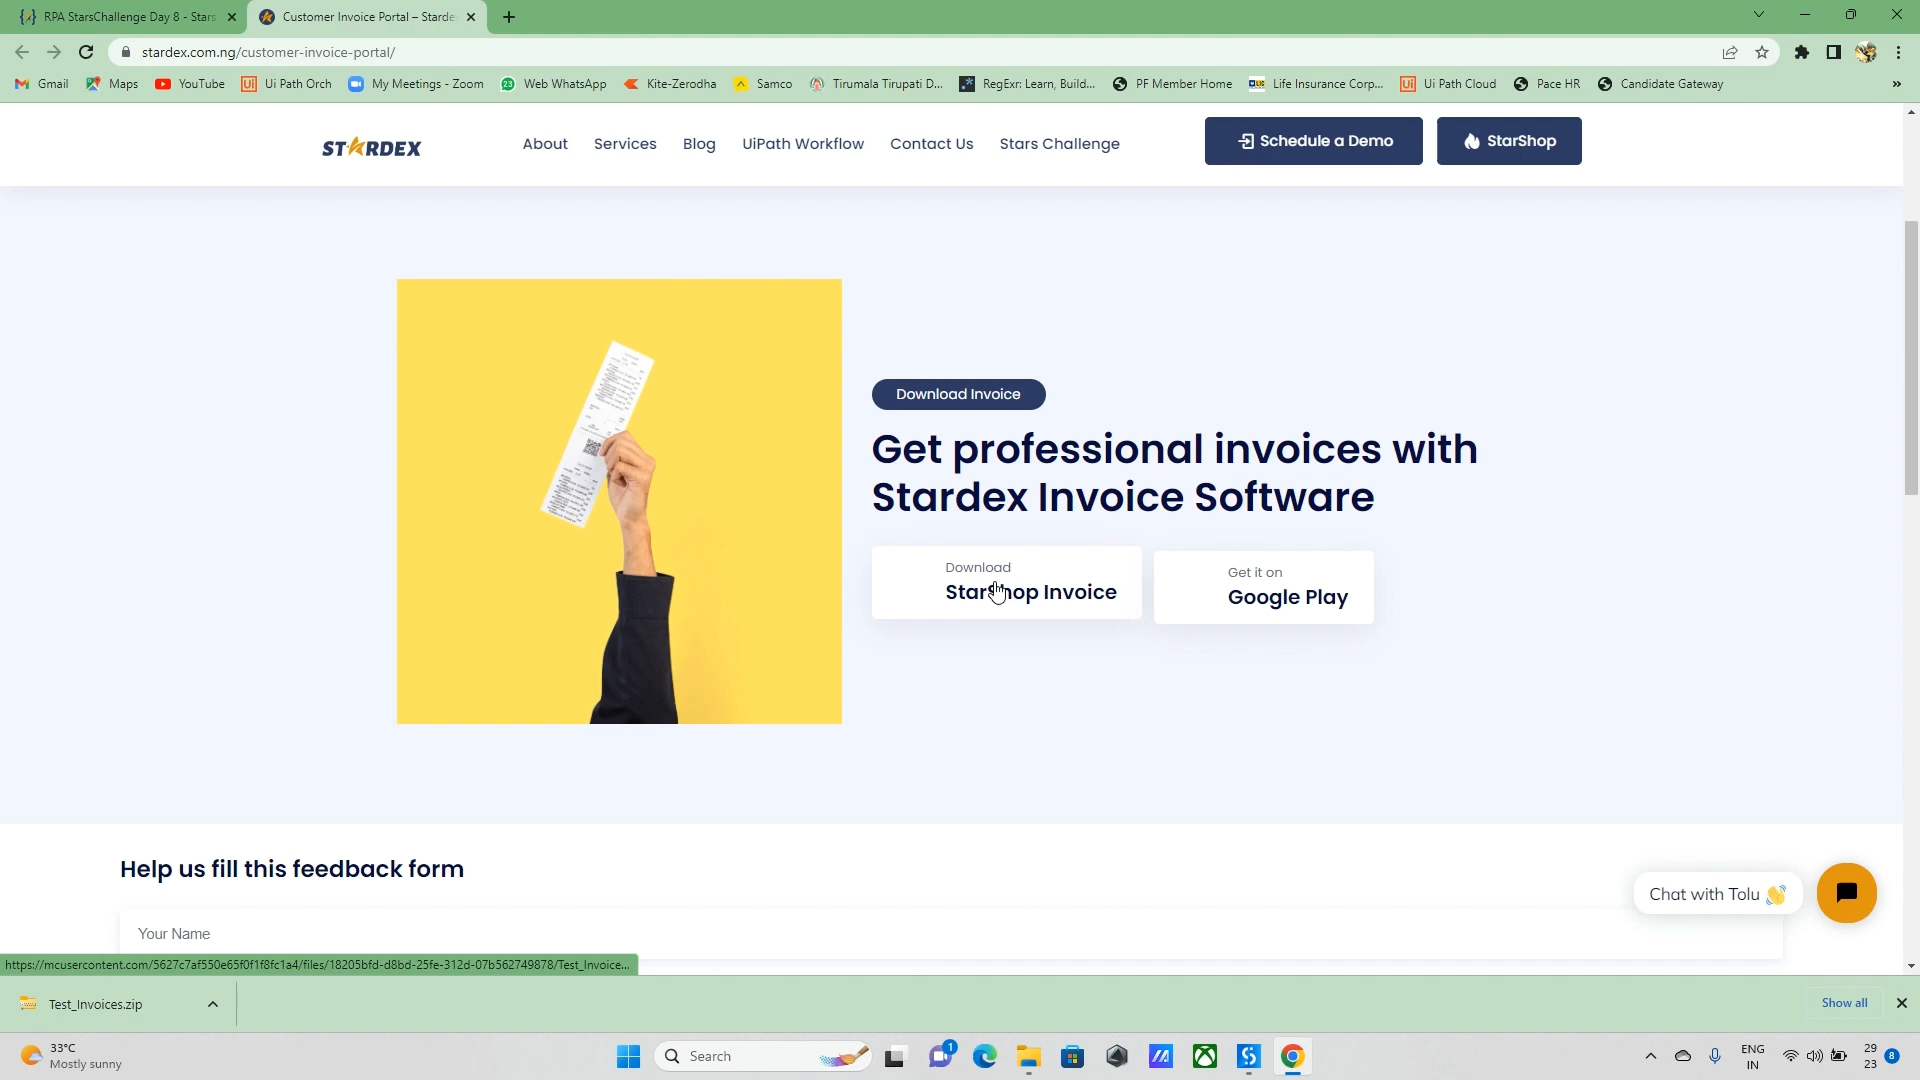 RPA StarsChallenge Day 8 - Stars
Customer Invoice Portal – Starde
stardex.com.ng/customer-invoice-portal/
Gmail Maps YouTube Ui Path Orch My Meetings - Zoom 23 Web WhatsApp Kite-Zerodha Samco Tirumala Tirupati D... RegExr: Learn, Build... PF Member Home Life Insurance Corp... Ui Path Cloud Pace HR Candidate Gateway »
STARDEX About Services Blog UiPath Workflow Contact Us Stars Challenge Schedule a Demo StarShop
Download Invoice
Get professional invoices with
Stardex Invoice Software
Download
StarShop Invoice
Get it on
Google Play
Help us fill this feedback form
Your Name
Chat with Tolu 👋
https://mcusercontent.com/5627c7af550e65f0f1f8fc1a4/files/18205bfd-d8bd-25fe-312d-07b562749878/Test_Invoice...
Test_Invoices.zip
Show all
33°C
Mostly sunny
Search
1
ENG
IN
29
23
8